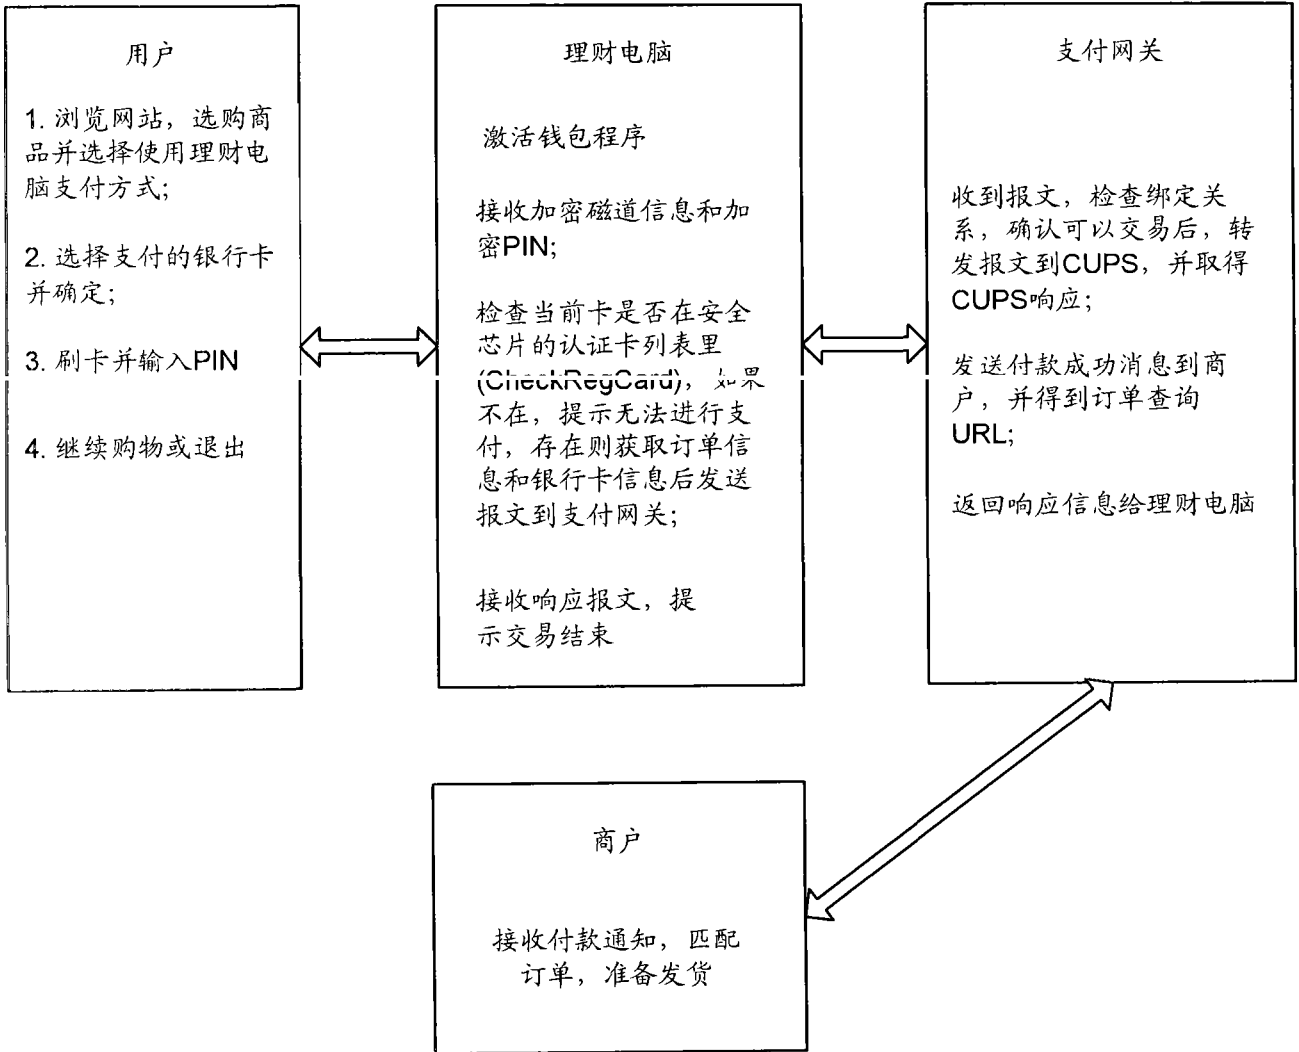 用户
1. 浏览网站，选购商
品并选择使用理财电
脑支付方式;
2. 选择支付的银行卡
并确定;
3. 刷卡并输入PIN
4. 继续购物或退出
理财电脑
激活钱包程序
接收加密磁道信息和加
密PIN;
检查当前卡是否在安全
芯片的认证卡列表里
(CheckRegCard)，如果
不在，提示无法进行支
付，存在则获取订单信
息和银行卡信息后发送
报文到支付网关;
接收响应报文，提
示交易结束
支付网关
收到报文，检查绑定关
系，确认可以交易后，转
发报文到CUPS，并取得
CUPS响应;
发送付款成功消息到商
户，并得到订单查询
URL;
返回响应信息给理财电脑
商户
接收付款通知，匹配
订单，准备发货